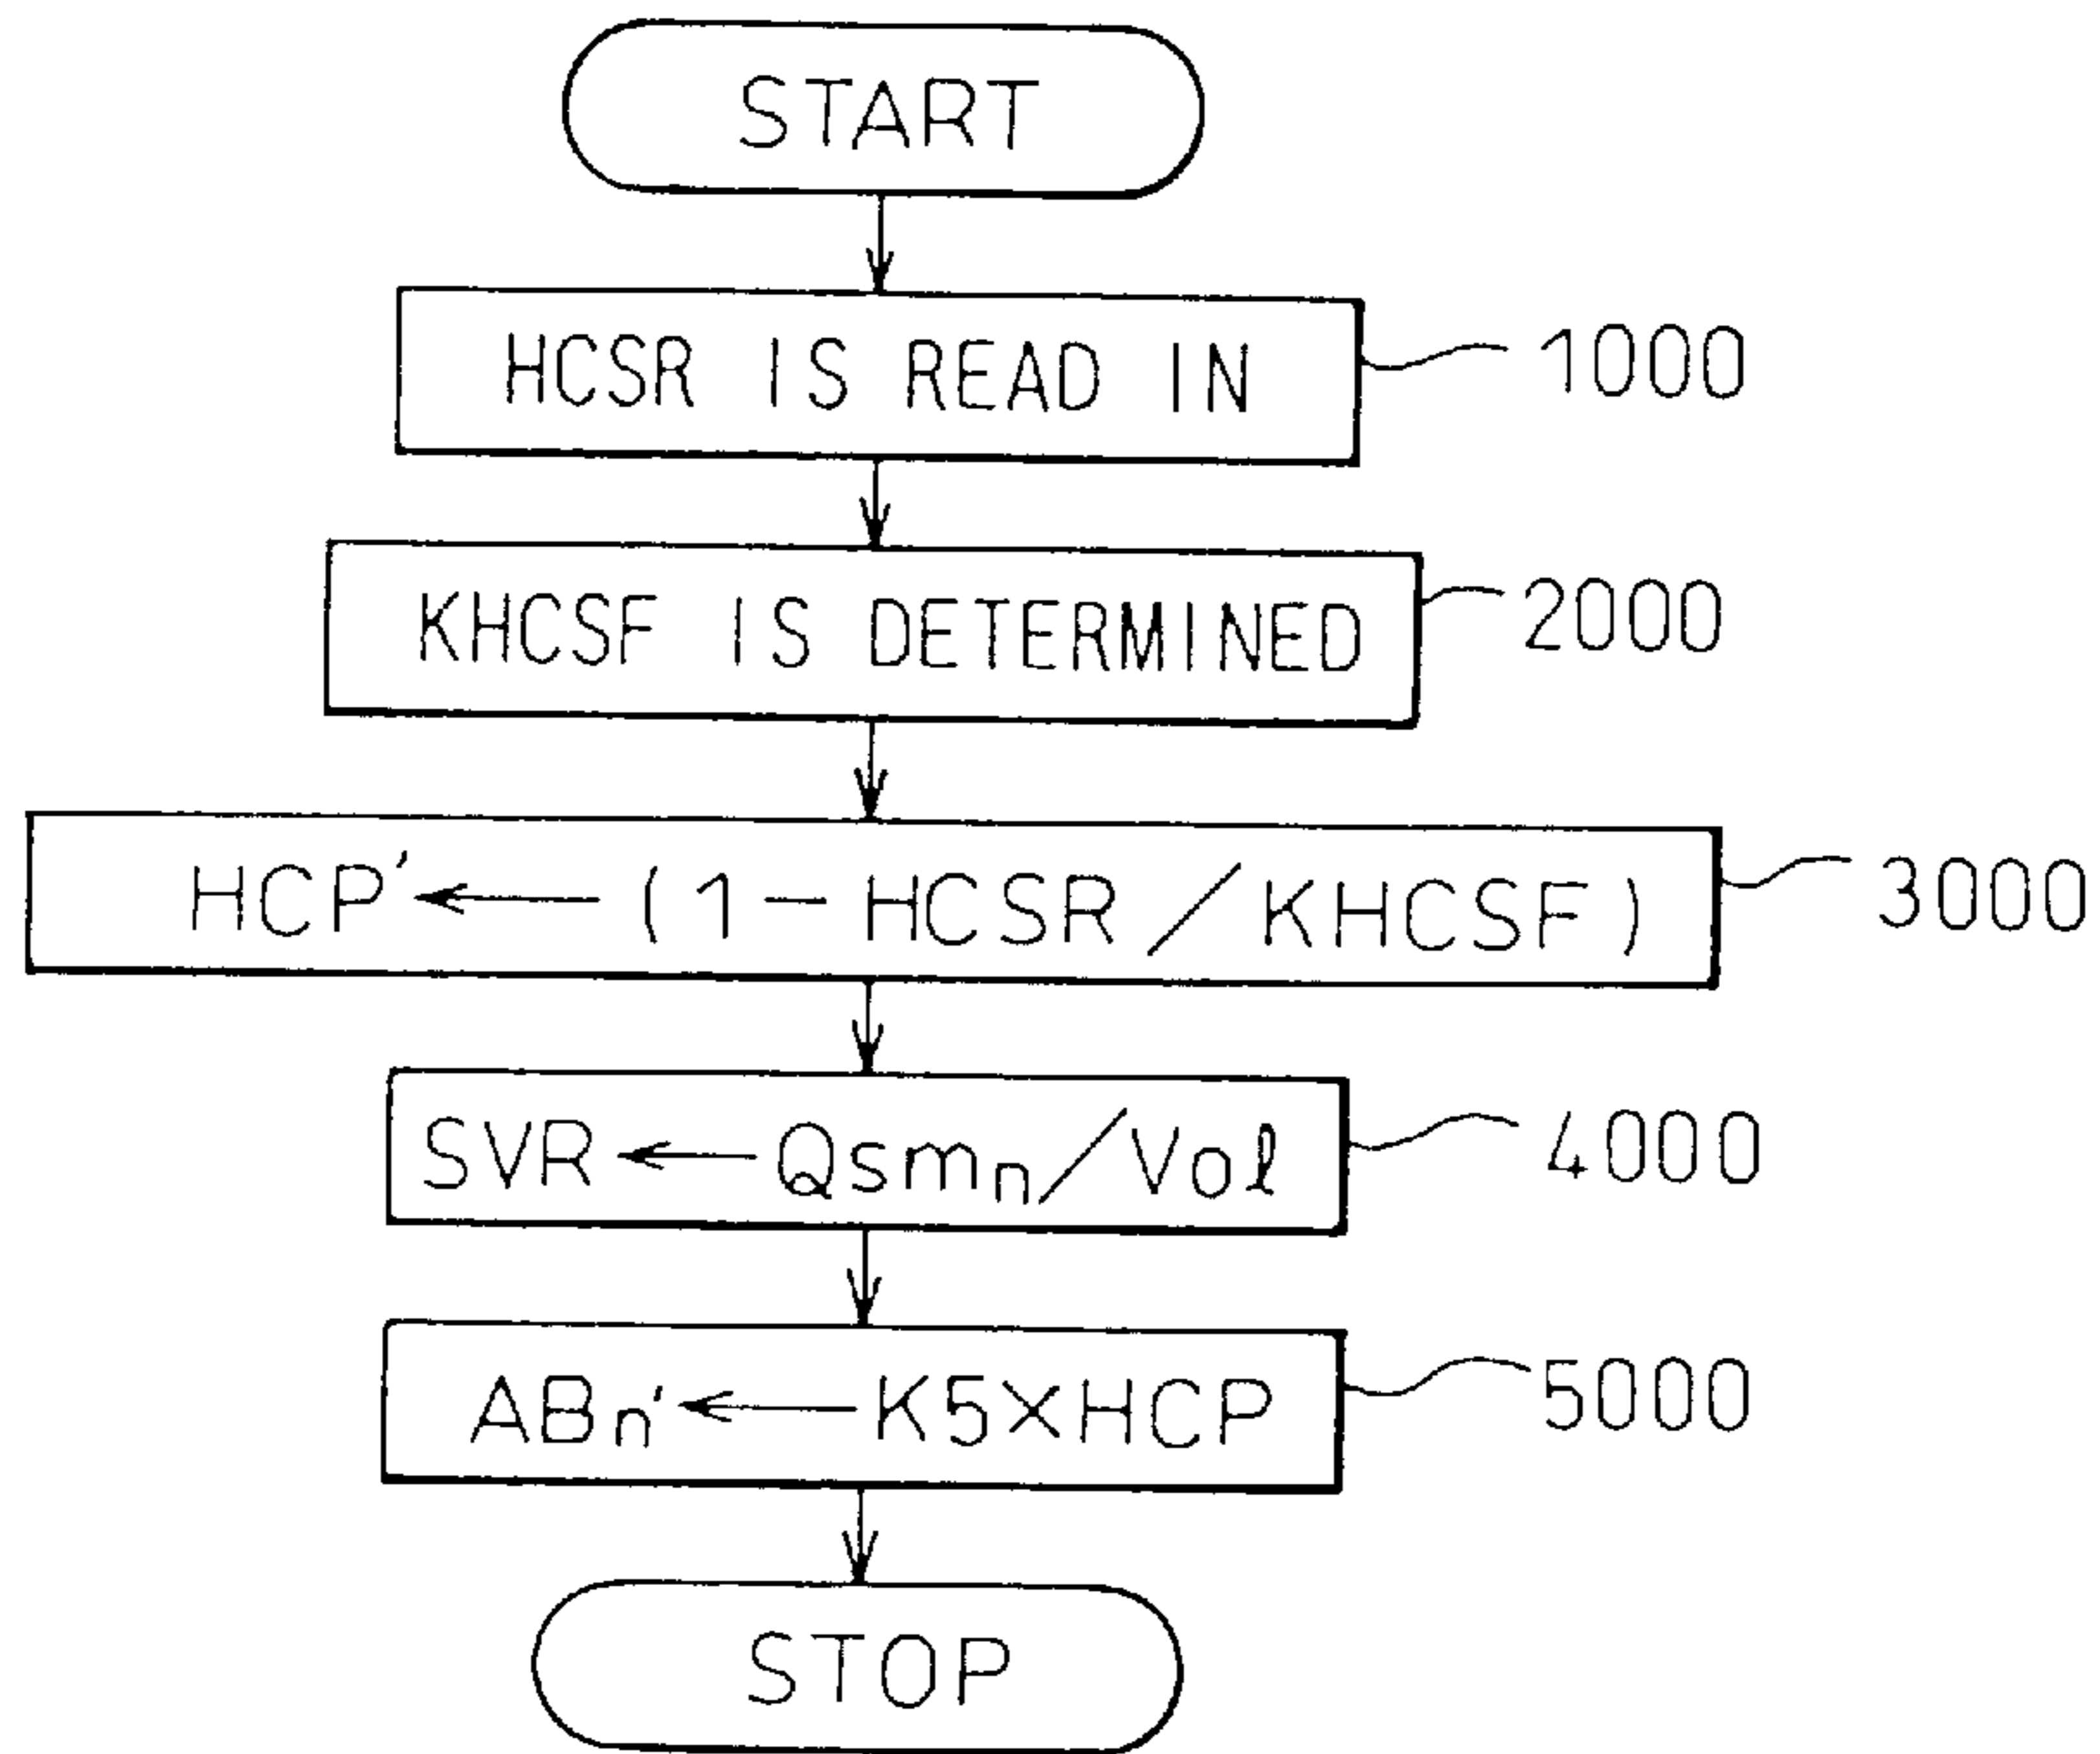 START
HCSR IS READ IN 1000
KHCSF IS DETERMINED 2000
HCP' ← (1 - HCSR / KHCSF) 3000
SVR ← Qsmn / Vol 4000
ABn' ← K5×HCP 5000
STOP